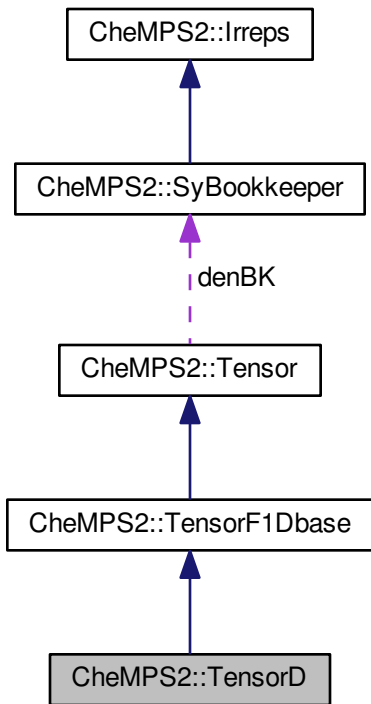 CheMPS2::Irreps
CheMPS2::SyBookkeeper
denBK
CheMPS2::Tensor
CheMPS2::TensorF1Dbase
CheMPS2::TensorD